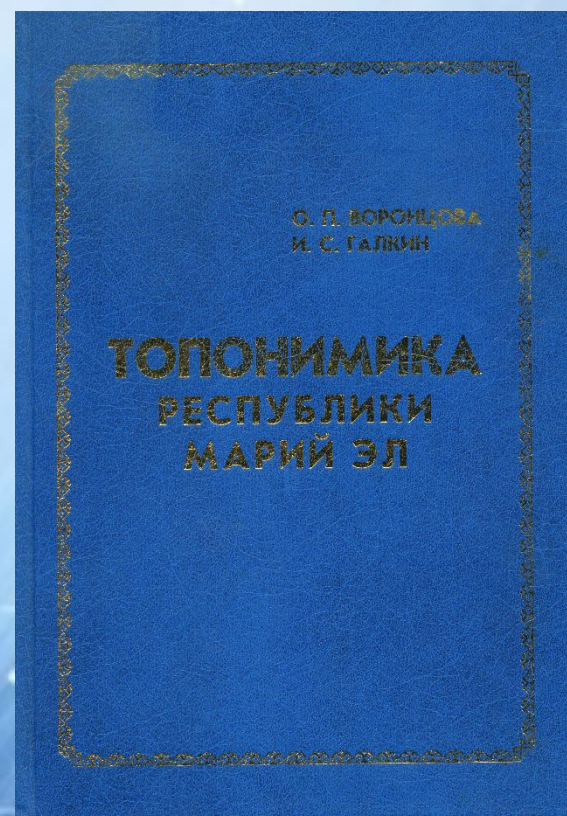 О. П. ВОРОНЦОВА
И. С. ГАЛКИН
ТОПОНИМИКА
РЕСПУБЛИКИ
МАРИЙ ЭЛ